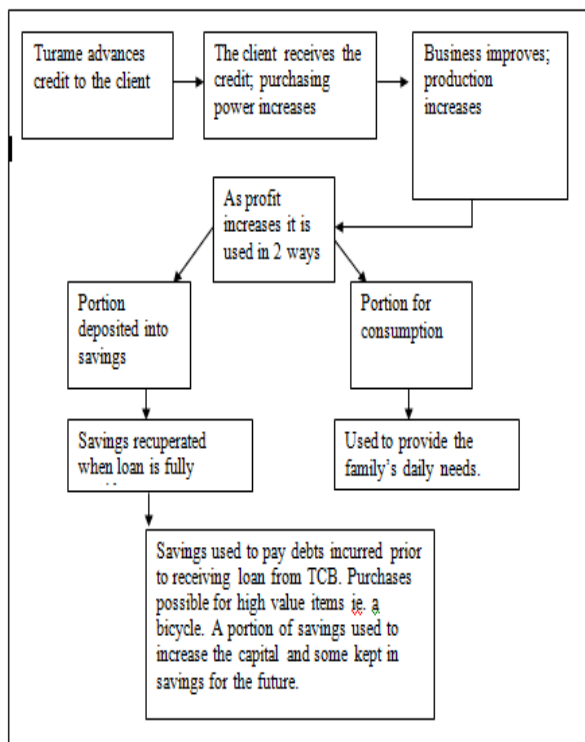 Turame advances
credit to the client
The client receives the
credit; purchasing
power increases
Business improves;
production
increases
As profit
increases it is
used in 2 ways
Portion
deposited into
savings
Portion for
consumption
Savings recuperated
when loan is fully
Used to provide the
family's daily needs.
Savings used to pay debts incurred prior
to receiving loan from TCB. Purchases
possible for high value items ie. a
bicycle. A portion of savings used to
increase the capital and some kept in
savings for the future.